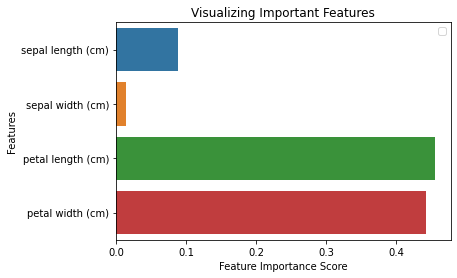 Visualizing Important Features
sepal length (cm)
sepal width (cm)
petal length (cm)
petal width (cm)
Features
0.0
0.1
0.2
0.3
0.4
Feature Importance Score